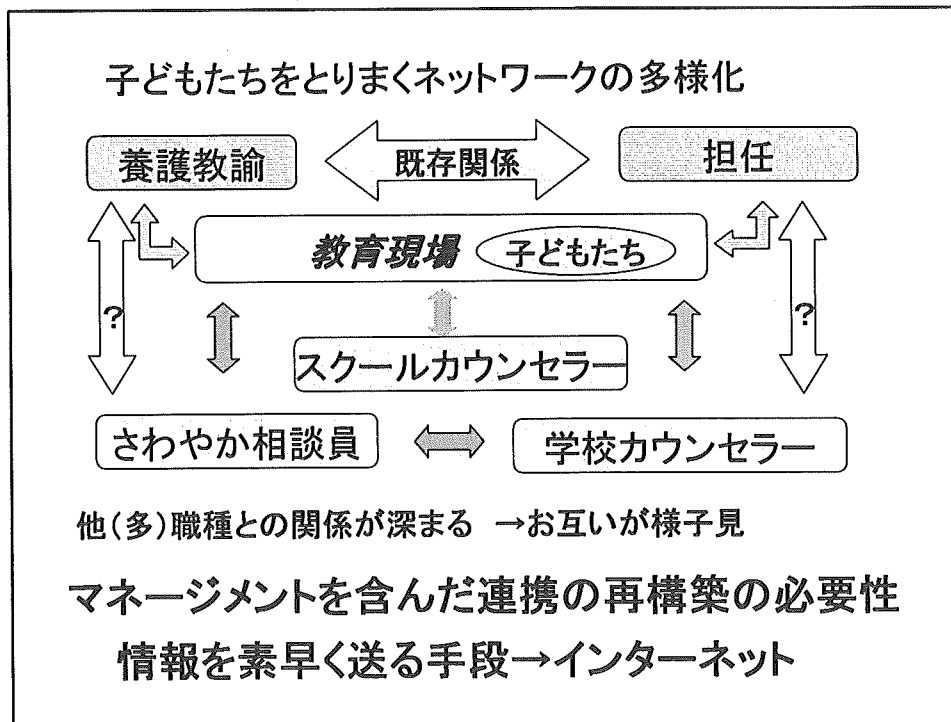 子どもたちをとりまくネットワークの多様化
養護教諭
既存関係
担任
教育現場
子どもたち
?
?
スクールカウンセラー
さわやか相談員
学校カウンセラー
他(多)職種との関係が深まる →お互いが様子見
マネージメントを含んだ連携の再構築の必要性
情報を素早く送る手段→インターネット